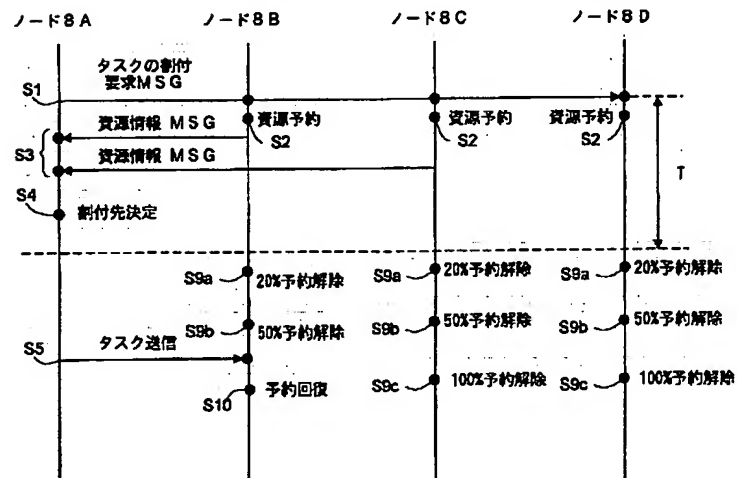 ノード８Ａ ノード８Ｂ ノード８Ｃ ノード８Ｄ
タスクの割付
要求ＭＳＧ
S1
資源情報 ＭＳＧ
資源予約 資源予約 資源予約
S2 S2 S2
S3
資源情報 ＭＳＧ
T
S4
割付先決定
S9a 20%予約解除 S9a 20%予約解除 S9a 20%予約解除
S9b 50%予約解除 S9b 50%予約解除 S9b 50%予約解除
S5 タスク送信
S10 予約回復 S9c 100%予約解除 S9c 100%予約解除